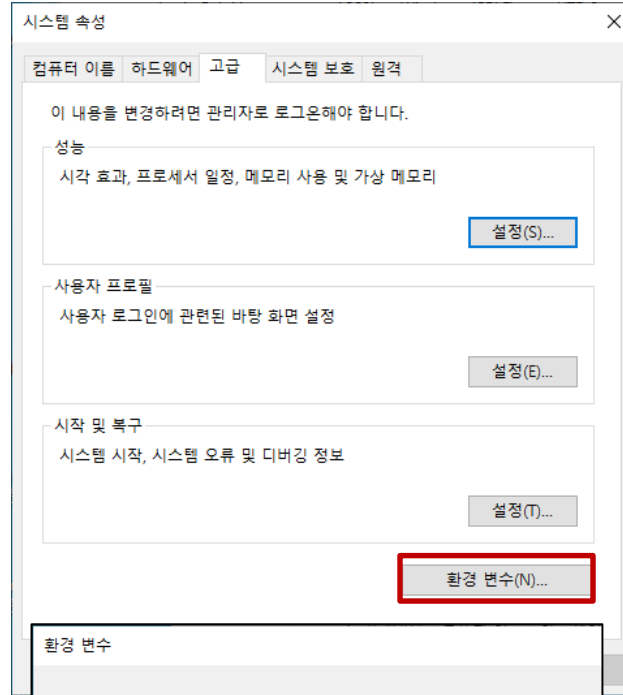 시스템 속성
컴퓨터 이름 하드웨어 고급 시스템 보호 원격
이 내용을 변경하려면 관리자로 로그온해야 합니다.
성능
시각 효과, 프로세서 일정, 메모리 사용 및 가상 메모리
설정(S)...
사용자 프로필
사용자 로그인에 관련된 바탕 화면 설정
설정(E)...
시작 및 복구
시스템 시작, 시스템 오류 및 디버깅 정보
설정(T)...
환경 변수(N)...
환경 변수